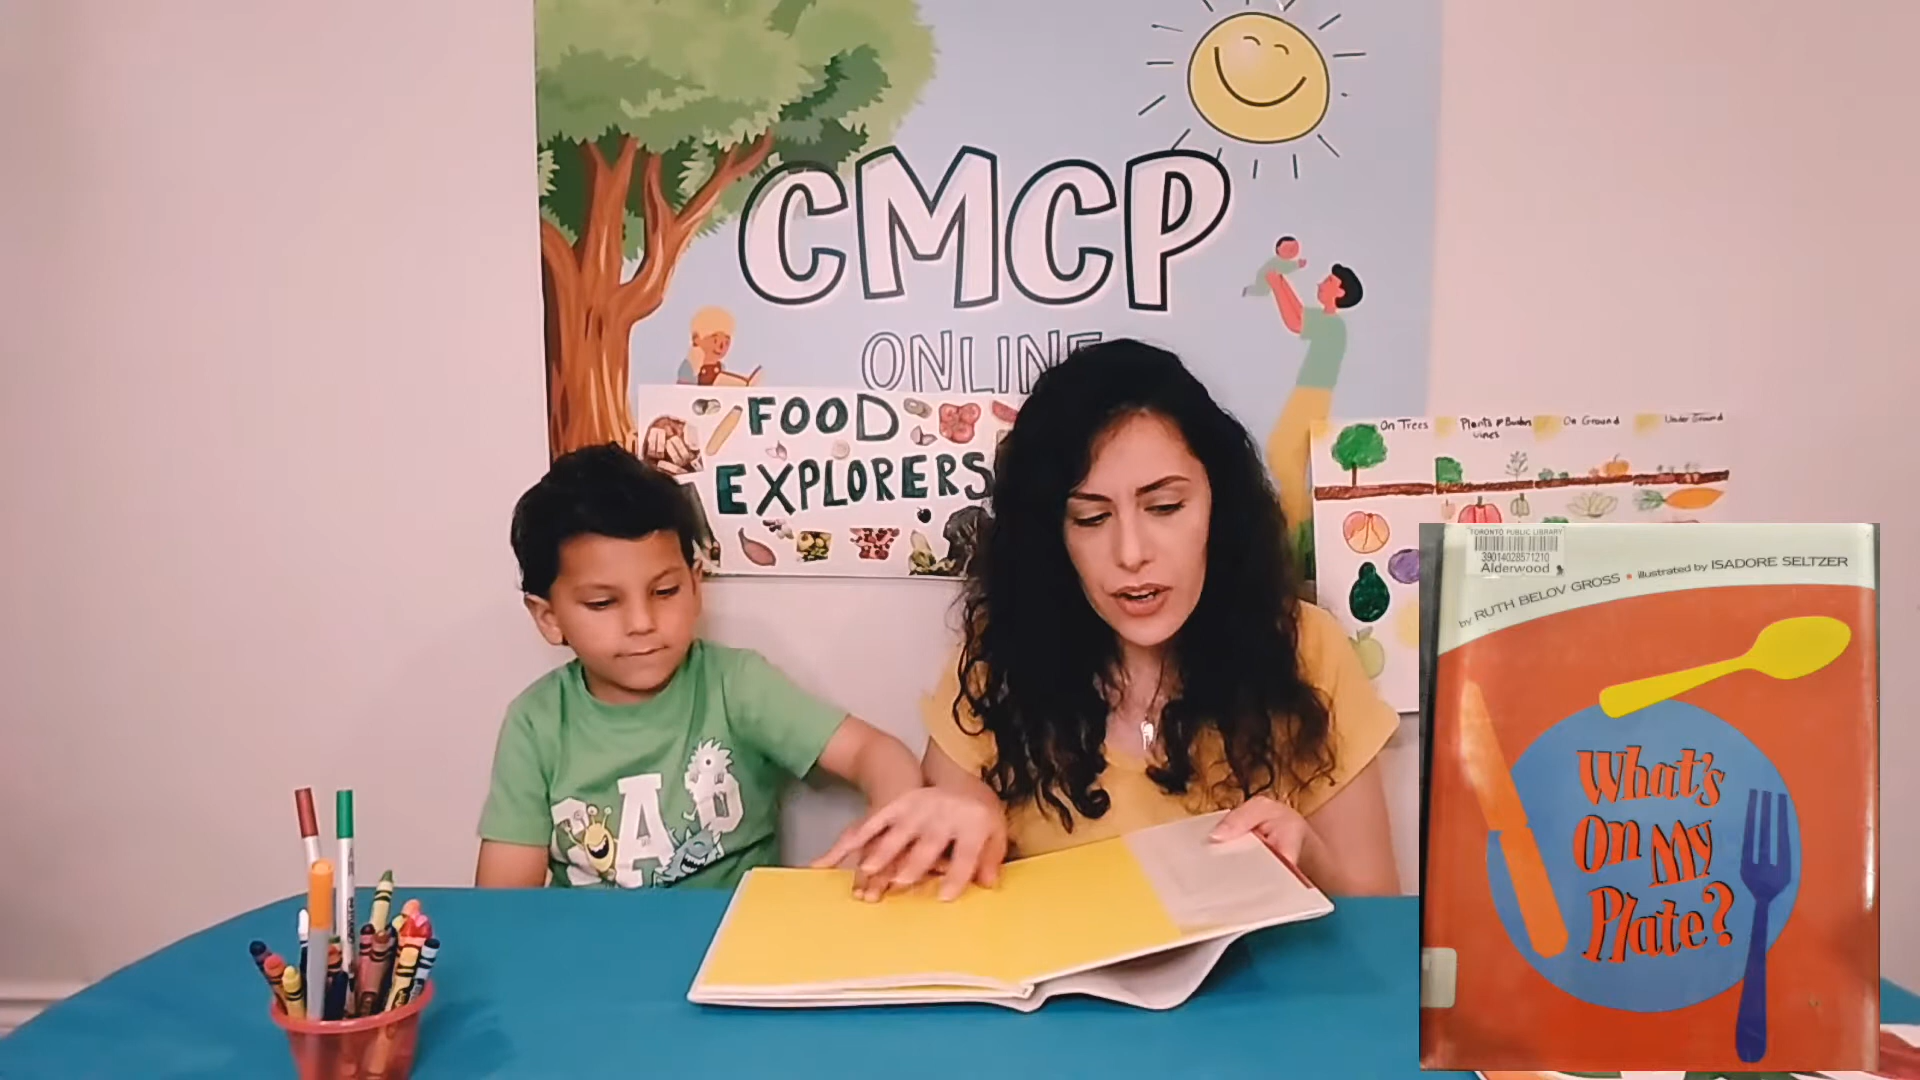 CMCP
ONLINE
FOOD
EXPLORERS
On Trees
Plants & Bushes
vines
On Ground
Under Ground
TORONTO PUBLIC LIBRARY
39014028571210
Alderwood
by RUTH BELOV GROSS • illustrated by ISADORE SELTZER
What's
On My
Plate?